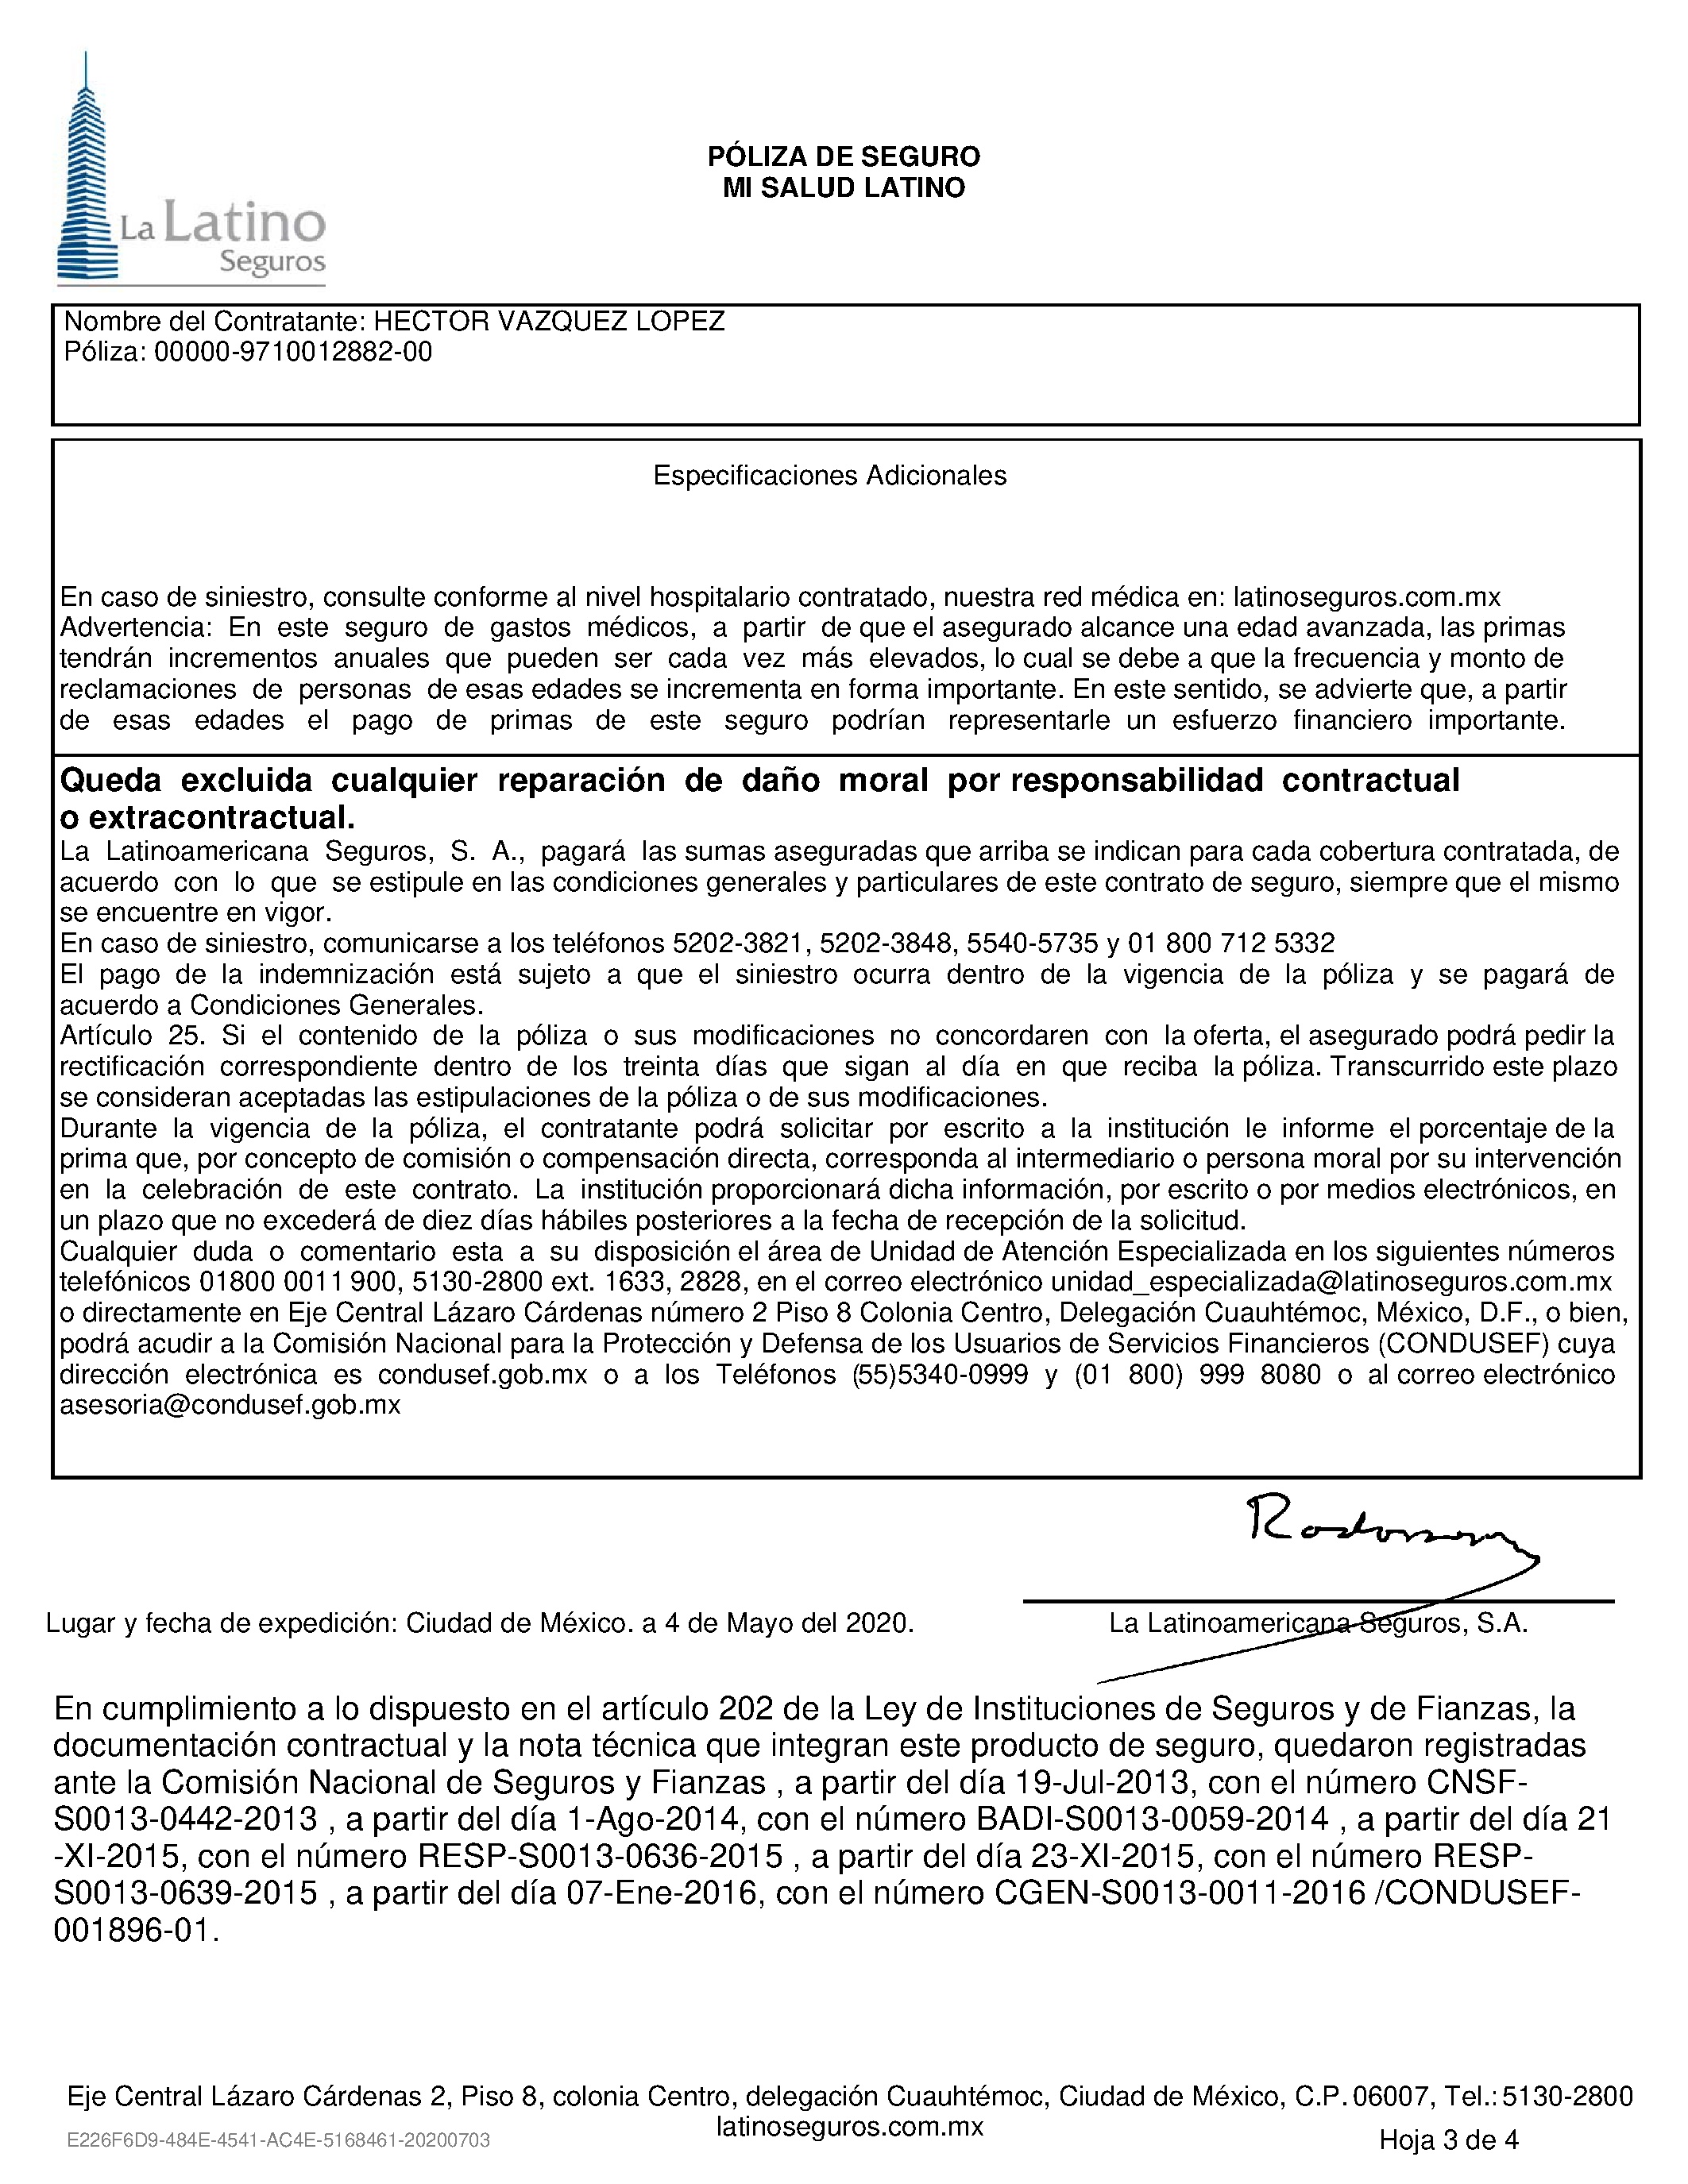 PÓLIZA DE SEGURO
MI SALUD LATINO
La Latino
Seguros
Nombre del Contratante: HECTOR VAZQUEZ LOPEZ
Póliza: 00000-9710012882-00
Especificaciones Adicionales
En caso de siniestro, consulte conforme al nivel hospitalario contratado, nuestra red médica en: latinoseguros.com.mx
Advertencia: En este seguro de gastos médicos, a partir de que el asegurado alcance una edad avanzada, las primas
tendrán incrementos anuales que pueden ser cada vez más elevados, lo cual se debe a que la frecuencia y monto de
reclamaciones de personas de esas edades se incrementa en forma importante. En este sentido, se advierte que, a partir
de esas edades el pago de primas de este seguro podrían representarle un esfuerzo financiero importante.
Queda excluida cualquier reparación de daño moral por responsabilidad contractual
o extracontractual.
La Latinoamericana Seguros, S. A., pagará las sumas aseguradas que arriba se indican para cada cobertura contratada, de
acuerdo con lo que se estipule en las condiciones generales y particulares de este contrato de seguro, siempre que el mismo
se encuentre en vigor.
En caso de siniestro, comunicarse a los teléfonos 5202-3821, 5202-3848, 5540-5735 y 01 800 712 5332
El pago de la indemnización está sujeto a que el siniestro ocurra dentro de la vigencia de la póliza y se pagará de
acuerdo a Condiciones Generales.
Artículo 25. Si el contenido de la póliza o sus modificaciones no concordaren con la oferta, el asegurado podrá pedir la
rectificación correspondiente dentro de los treinta días que sigan al día en que reciba la póliza. Transcurrido este plazo
se consideran aceptadas las estipulaciones de la póliza o de sus modificaciones.
Durante la vigencia de la póliza, el contratante podrá solicitar por escrito a la institución le informe el porcentaje de la
prima que, por concepto de comisión o compensación directa, corresponda al intermediario o persona moral por su intervención
en la celebración de este contrato. La institución proporcionará dicha información, por escrito o por medios electrónicos, en
un plazo que no excederá de diez días hábiles posteriores a la fecha de recepción de la solicitud.
Cualquier duda o comentario esta a su disposición el área de Unidad de Atención Especializada en los siguientes números
telefónicos 01800 0011 900, 5130-2800 ext. 1633, 2828, en el correo electrónico unidad_especializada@latinoseguros.com.mx
o directamente en Eje Central Lázaro Cárdenas número 2 Piso 8 Colonia Centro, Delegación Cuauhtémoc, México, D.F., o bien,
podrá acudir a la Comisión Nacional para la Protección y Defensa de los Usuarios de Servicios Financieros (CONDUSEF) cuya
dirección electrónica es condusef.gob.mx o a los Teléfonos (55)5340-0999 y (01 800) 999 8080 o al correo electrónico
asesoria@condusef.gob.mx
Lugar y fecha de expedición: Ciudad de México. a 4 de Mayo del 2020.
La Latinoamericana Seguros, S.A.
En cumplimiento a lo dispuesto en el artículo 202 de la Ley de Instituciones de Seguros y de Fianzas, la
documentación contractual y la nota técnica que integran este producto de seguro, quedaron registradas
ante la Comisión Nacional de Seguros y Fianzas , a partir del día 19-Jul-2013, con el número CNSF-
S0013-0442-2013 , a partir del día 1-Ago-2014, con el número BADI-S0013-0059-2014 , a partir del día 21
-XI-2015, con el número RESP-S0013-0636-2015 , a partir del día 23-XI-2015, con el número RESP-
S0013-0639-2015 , a partir del día 07-Ene-2016, con el número CGEN-S0013-0011-2016 /CONDUSEF-
001896-01.
Eje Central Lázaro Cárdenas 2, Piso 8, colonia Centro, delegación Cuauhtémoc, Ciudad de México, C.P. 06007, Tel.: 5130-2800
latinoseguros.com.mx
E226F6D9-484E-4541-AC4E-5168461-20200703
Hoja 3 de 4